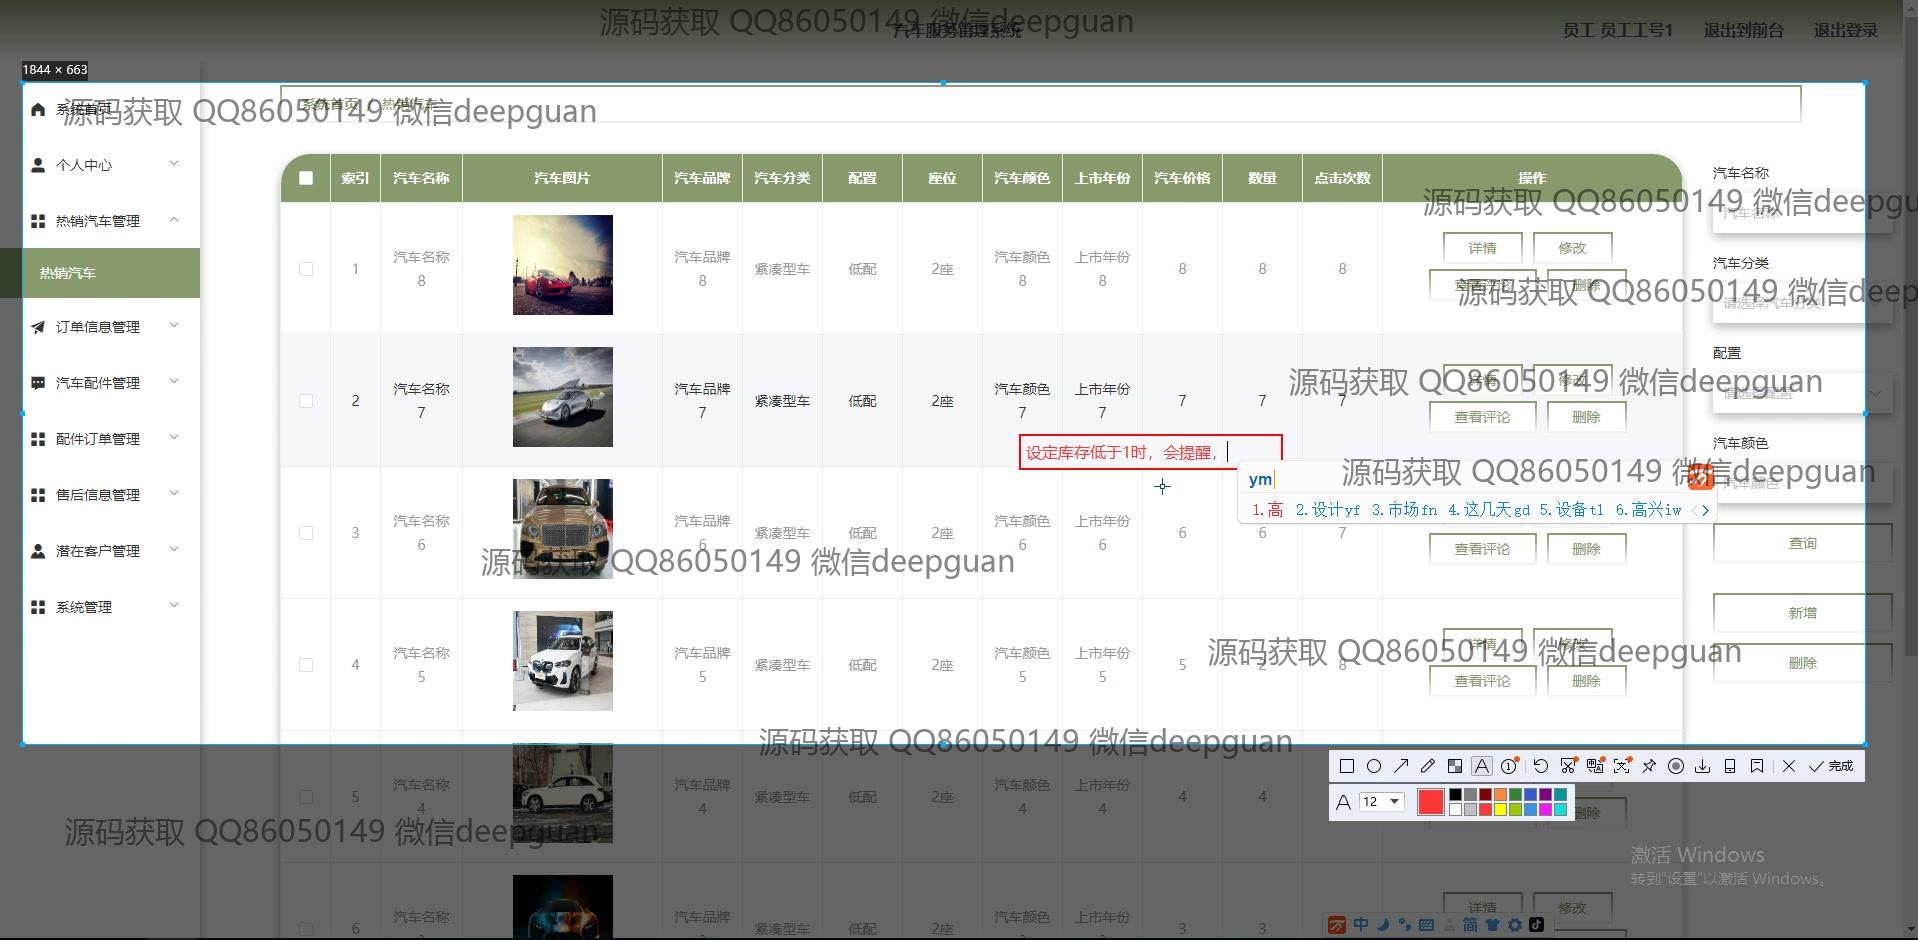 源码获取 QQ86050149 微信deepguan
汽车服务管理系统
员工 员工工号1 退出到前台 退出登录
1844 × 663
系统首页
系统首页 / 热销汽车
源码获取 QQ86050149 微信deepguan
个人中心
热销汽车管理
热销汽车
订单信息管理
汽车配件管理
配件订单管理
售后信息管理
潜在客户管理
系统管理
索引 汽车名称 汽车图片 汽车品牌 汽车分类 配置 座位 汽车颜色 上市年份 汽车价格 数量 点击次数 操作
源码获取 QQ86050149 微信deepgu
1 汽车名称8 汽车品牌8 紧凑型车 低配 2座 汽车颜色8 上市年份8 8 8 8
详情 修改
查看评论 删除
源码获取 QQ86050149 微信deep
2 汽车名称7 汽车品牌7 紧凑型车 低配 2座 汽车颜色7 上市年份7 7 7 7
详情 修改
查看评论 删除
源码获取 QQ86050149 微信deepguan
设定库存低于1时，会提醒，
ym
1.高 2.设计yf 3.市场fn 4.这几天gd 5.设备tl 6.高兴iw
源码获取 QQ86050149 微信deepguan
3 汽车名称6 汽车品牌6 紧凑型车 低配 2座 汽车颜色6 上市年份6 6 6 7
查看评论 删除
源码获取 QQ86050149 微信deepguan
4 汽车名称5 汽车品牌5 紧凑型车 低配 2座 汽车颜色5 上市年份5 5 2 8
详情 修改
查看评论 删除
源码获取 QQ86050149 微信deepguan
源码获取 QQ86050149 微信deepguan
5 汽车名称4 汽车品牌4 紧凑型车 低配 2座 汽车颜色4 上市年份4 4 4
删除
源码获取 QQ86050149 微信deepguan
6 汽车名称 汽车品牌 紧凑型车 低配 2座 汽车颜色 上市年份 3 3
详情 修改
汽车名称
汽车名称
汽车分类
请选择汽车分类
配置
请选择配置
汽车颜色
汽车颜色
查询
新增
删除
完成
A 12
激活 Windows
转到“设置”以激活 Windows。
中 简